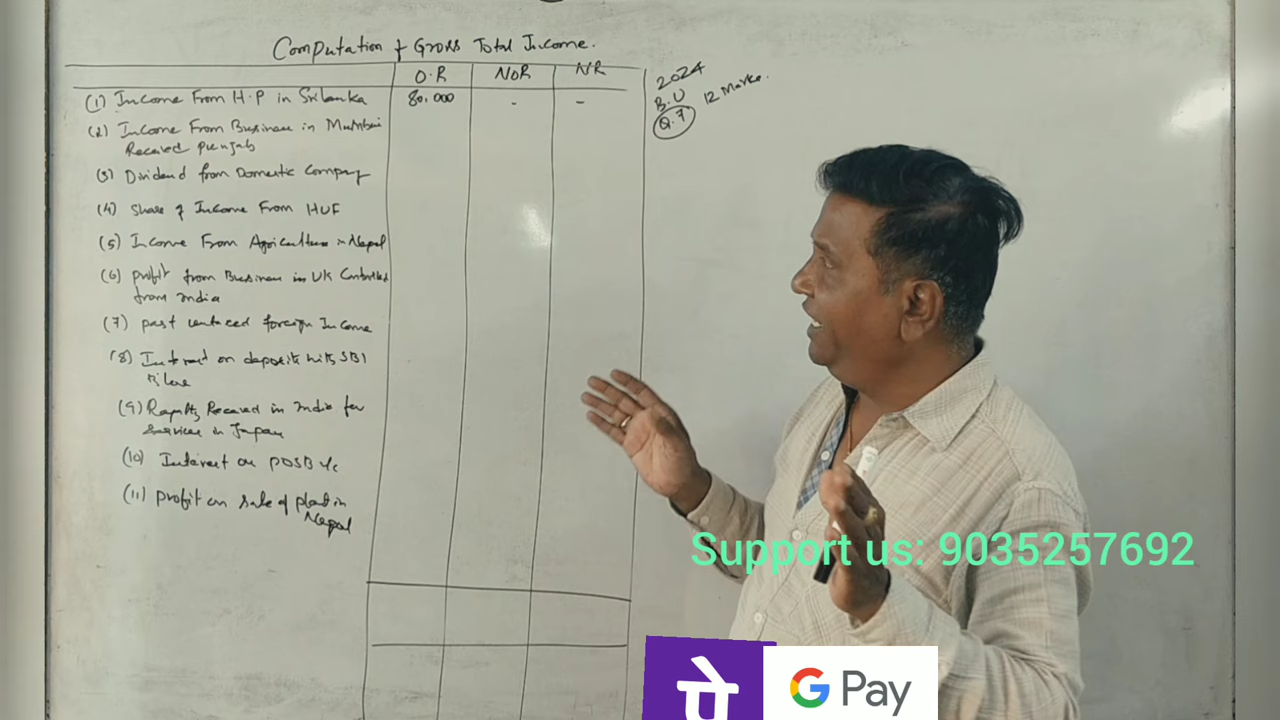 Computation of Gross Total Income.
O.R NOR NR
(1) Income From H.P in Srilanka 80,000 - -
(2) Income From Business in Mumbai
Received punjab
(3) Dividend from Domestic Company
(4) Share of Income From HUF
(5) Income From Agriculture in Nepal
(6) profit from Business in UK Controlled
from india
(7) past untaxed foreign Income
(8) Interest on deposits with SBI
(9) Royalty Received in India for
Services in Japan
(10) Interest on POSB a/c
(11) profit on sale of plant in
Nepal
2024
B.U 12 Marks.
Q.7
Support us: 9035257692
पे
G Pay